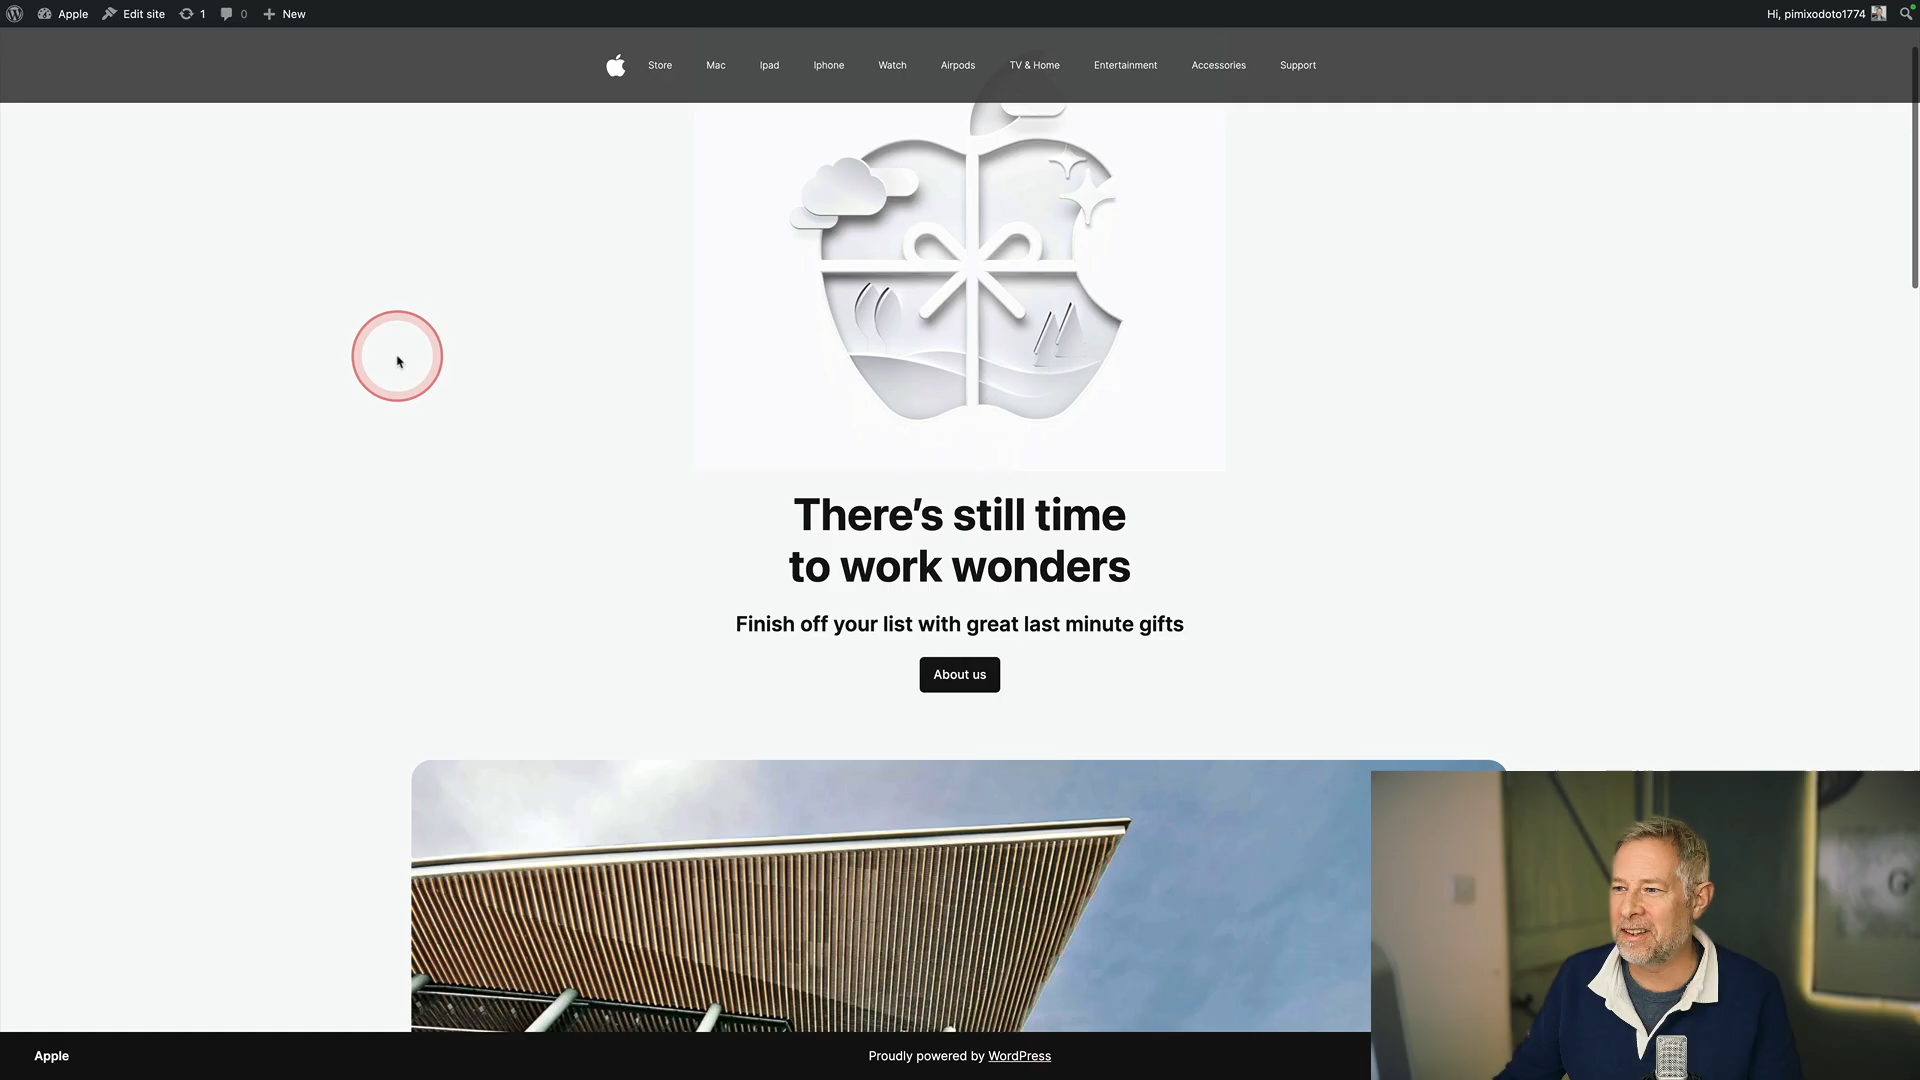 Apple Edit site 1 0 New Hi, pimixodoto1774
Store Mac Ipad Iphone Watch Airpods TV & Home Entertainment Accessories Support
There's still time
to work wonders
Finish off your list with great last minute gifts
About us
Apple Proudly powered by WordPress